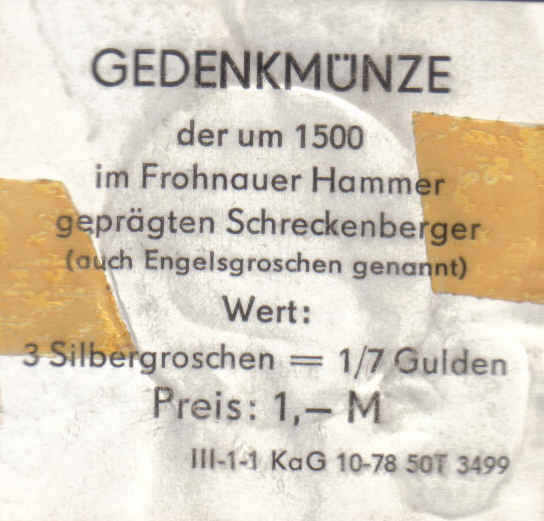 GEDENKMÜNZE
der um 1500
im Frohnauer Hammer
geprägten Schreckenberger
(auch Engelsgroschen genannt)
Wert:
3 Silbergroschen = 1/7 Gulden
Preis: 1,– M
III-1-1 KaG 10-78 50T 3499